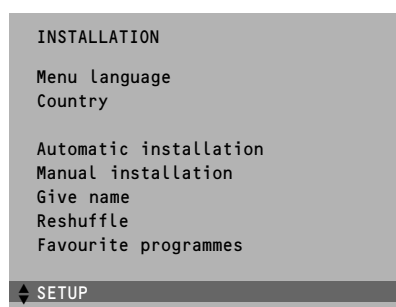 INSTALLATION
Menu language
Country
Automatic installation
Manual installation
Give name
Reshuffle
Favourite programmes
SETUP